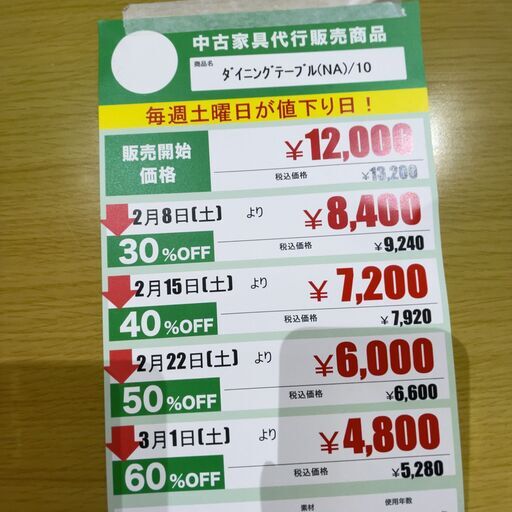 中古家具代行販売商品
商品名
ﾀﾞｲﾆﾝｸﾞﾃｰﾌﾞﾙ(NA)/10
毎週土曜日が値下り日！
販売開始
価格
¥12,000
税込価格 ¥13,200
2月8日(土) より ¥8,400
30%OFF 税込価格 ¥9,240
2月15日(土) より ¥7,200
40%OFF 税込価格 ¥7,920
2月22日(土) より ¥6,000
50%OFF 税込価格 ¥6,600
3月1日(土) より ¥4,800
60%OFF 税込価格 ¥5,280
素材 使用年数